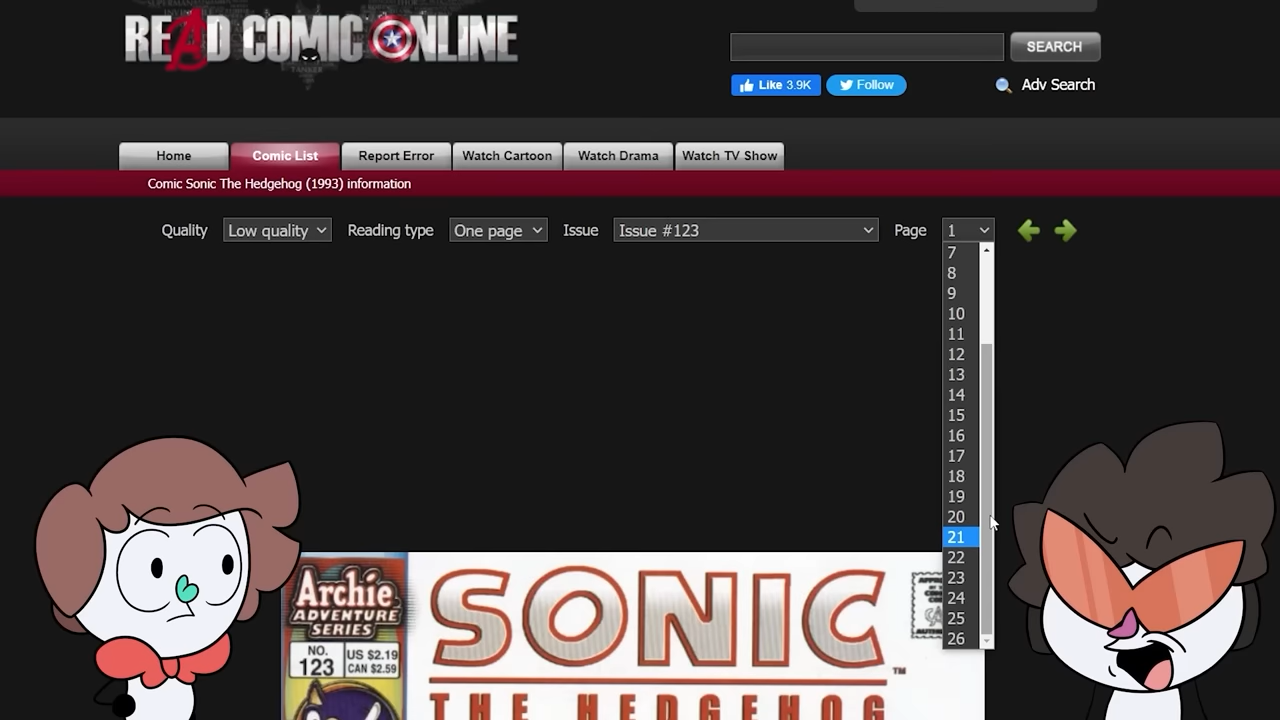 READ COMIC ONLINE
SEARCH
Like 3.9K
Follow
Adv Search
Home
Comic List
Report Error
Watch Cartoon
Watch Drama
Watch TV Show
Comic Sonic The Hedgehog (1993) information
Quality
Low quality
Reading type
One page
Issue
Issue #123
Page
1
7
8
9
10
11
12
13
14
15
16
17
18
19
20
21
22
23
24
25
26
Archie
ADVENTURE
SERIES
NO.
123
US $2.19
CAN $2.59
SONIC
TM
THE HEDGEHOG